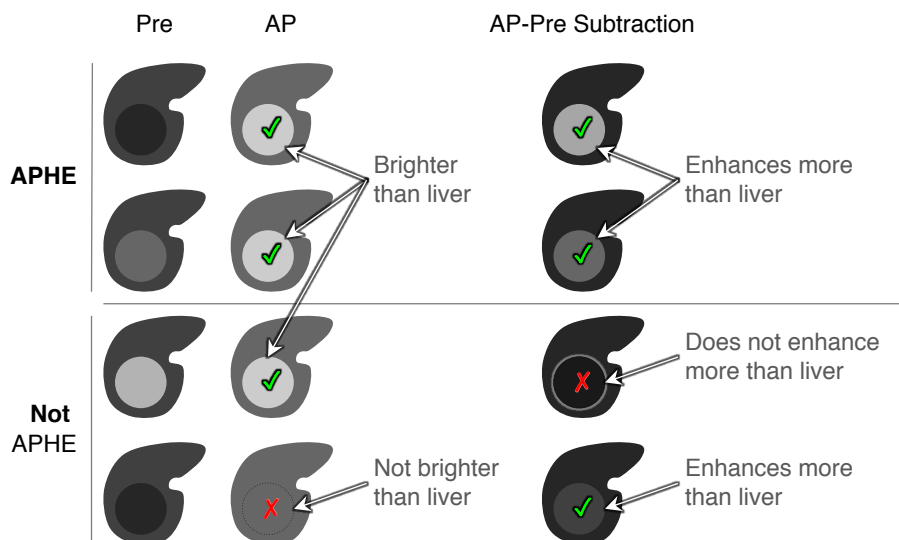 Pre
AP
AP-Pre Subtraction
APHE
Brighter
than liver
Enhances more
than liver
Not
APHE
Does not enhance
more than liver
Not brighter
than liver
Enhances more
than liver